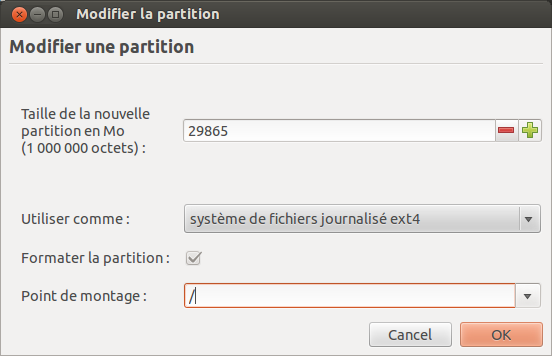 Modifier la partition
Modifier une partition
Taille de la nouvelle
partition en Mo
(1 000 000 octets) :
29865
Utiliser comme :
système de fichiers journalisé ext4
Formater la partition :
Point de montage :
/
Cancel
OK